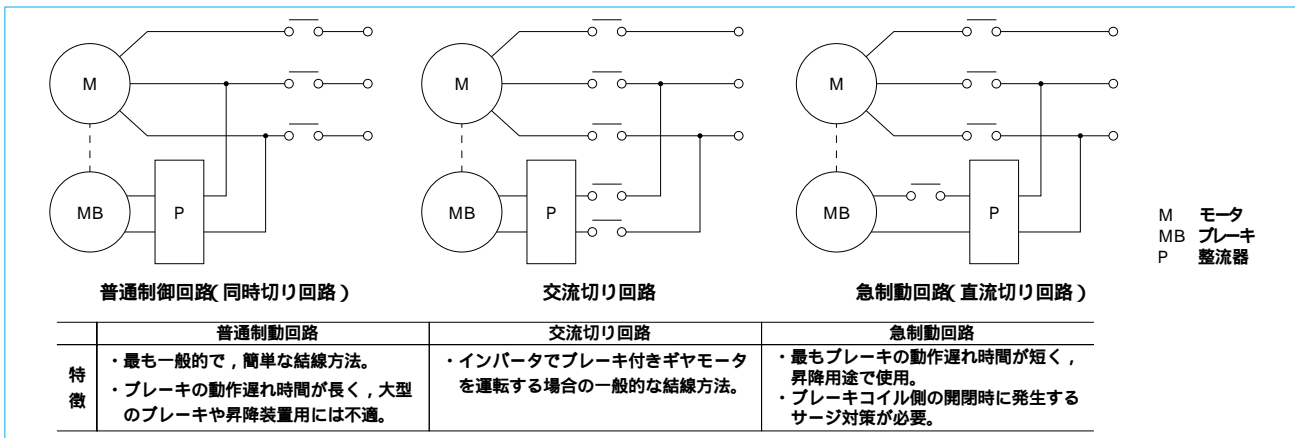 M
MB
P
普通制御回路(同時切り回路)
M
MB
P
交流切り回路
M
MB
P
急制動回路(直流切り回路)
M モータ
MB ブレーキ
P 整流器
普通制動回路
交流切り回路
急制動回路
特徴
・最も一般的で,簡単な結線方法。
・ブレーキの動作遅れ時間が長く,大型
のブレーキや昇降装置用には不適。
・インバータでブレーキ付きギヤモータ
を運転する場合の一般的な結線方法。
・最もブレーキの動作遅れ時間が短く,
昇降用途で使用。
・ブレーキコイル側の開閉時に発生する
サージ対策が必要。